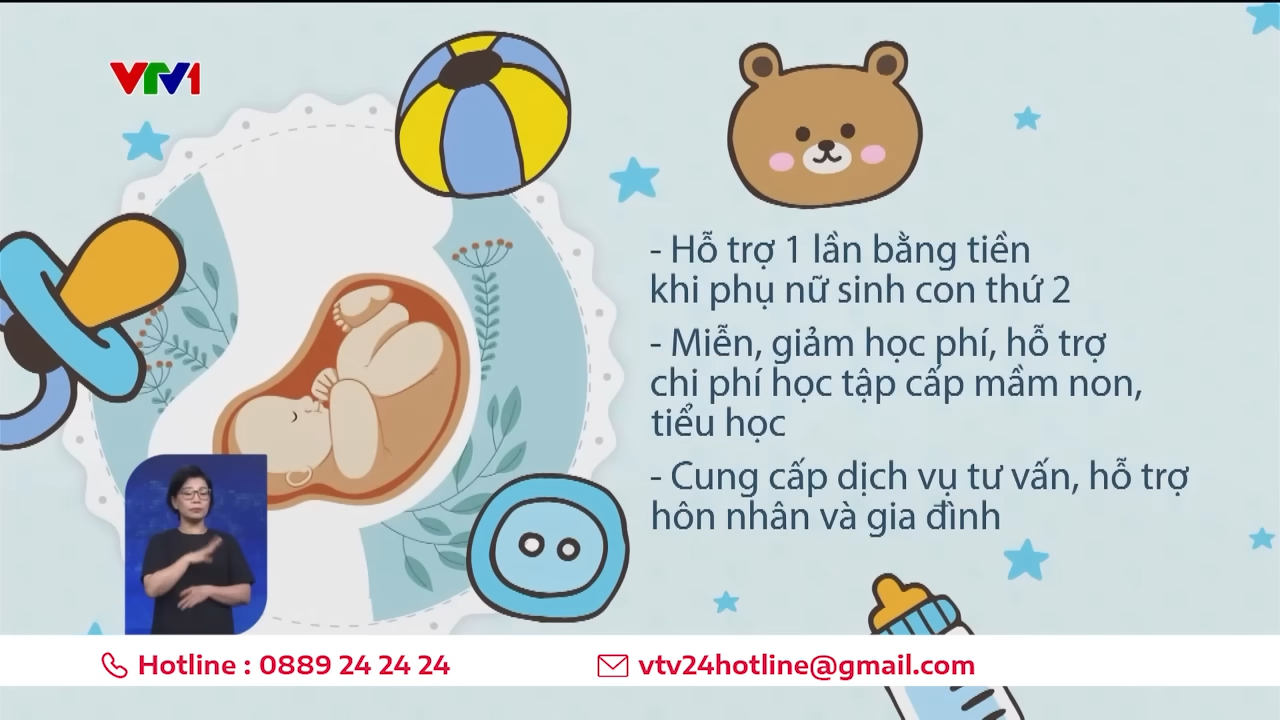 VTV1
- Hỗ trợ 1 lần bằng tiền
khi phụ nữ sinh con thứ 2
- Miễn, giảm học phí, hỗ trợ
chi phí học tập cấp mầm non,
tiểu học
- Cung cấp dịch vụ tư vấn, hỗ trợ
hôn nhân và gia đình
Hotline : 0889 24 24 24
vtv24hotline@gmail.com